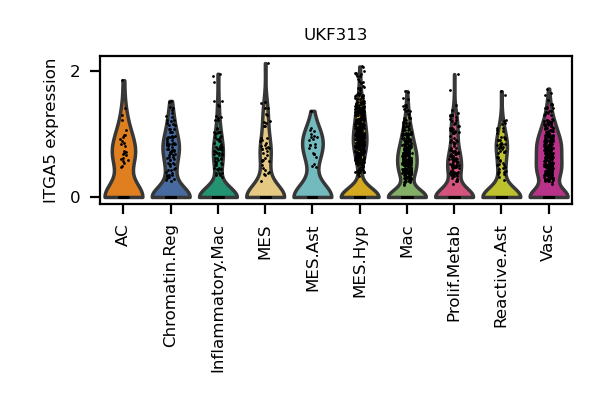 UKF313
ITGA5 expression
2
0
AC
Chromatin.Reg
Inflammatory.Mac
MES
MES.Ast
MES.Hyp
Mac
Prolif.Metab
Reactive.Ast
Vasc